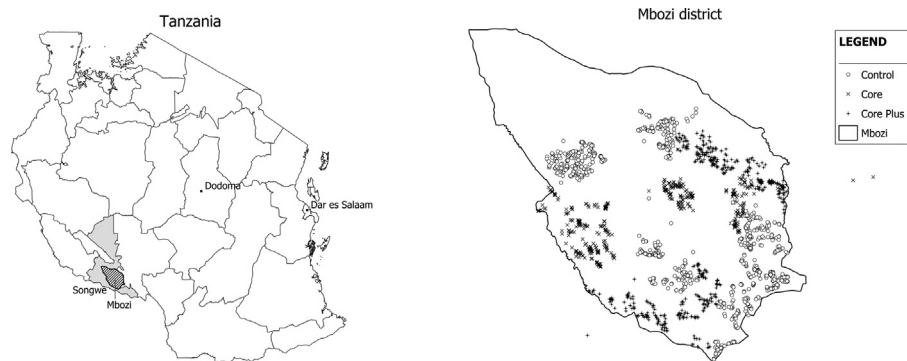 Tanzania
Dodoma
Dar es Salaam
Songwe
Mbozi
Mbozi district
LEGEND
Control
Core
Core Plus
Mbozi